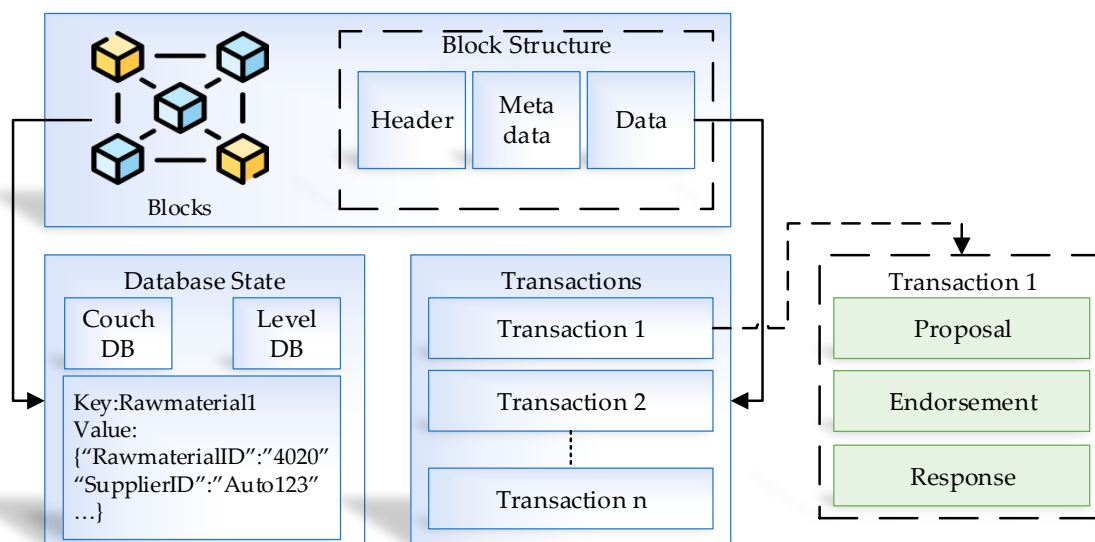 Block Structure
Header
Meta
data
Data
Blocks
Database State
Couch
DB
Level
DB
Key:Rawmaterial1
Value:
{“RawmaterialID”:”4020”
“SupplierID”:”Auto123”
…}
Transactions
Transaction 1
Transaction 2
Transaction n
Transaction 1
Proposal
Endorsement
Response